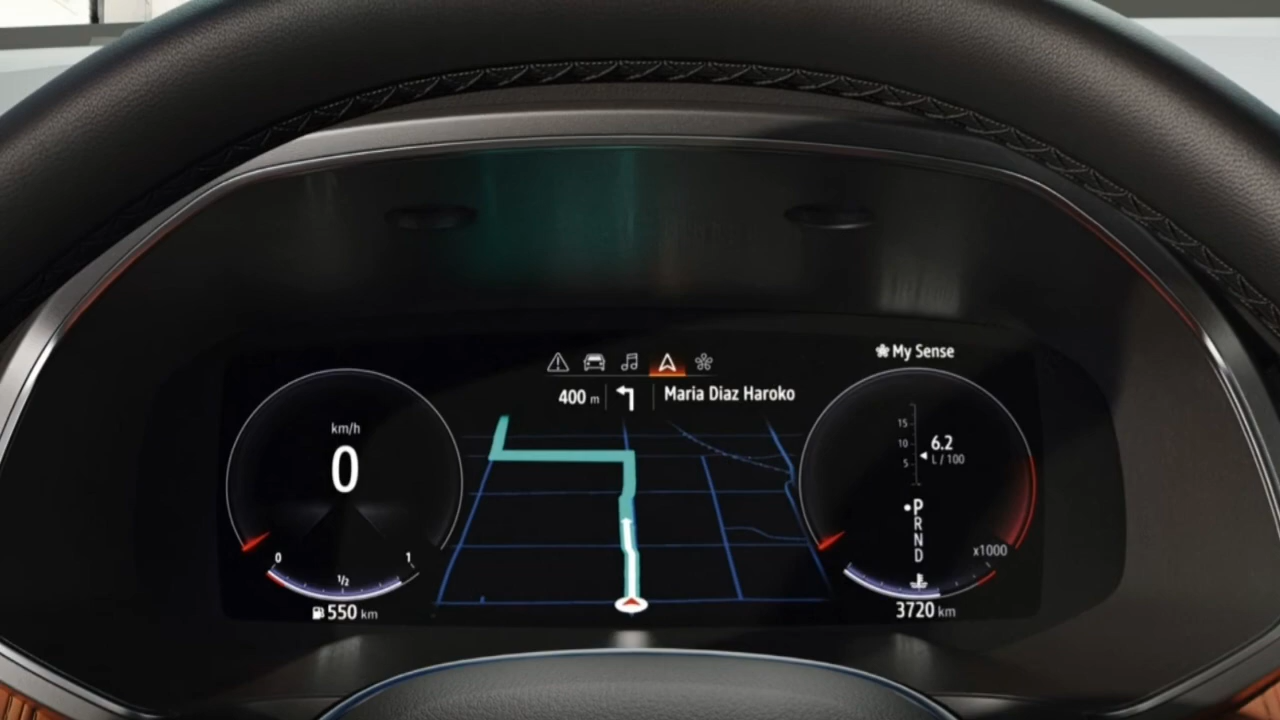 My Sense
400 m
Maria Diaz Haroko
km/h
0
15
10
5
6.2
L / 100
P
R
N
D
x1000
0
1/2
1
550 km
3720 km